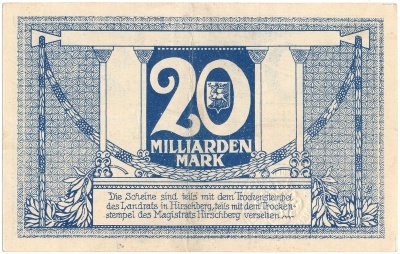 20
MILLIARDEN
MARK
Die Scheine sind teils mit dem Trockenstempel
des Landrats in Hirschberg, teils mit dem Trocken-
stempel des Magistrats Hirschberg versehen.